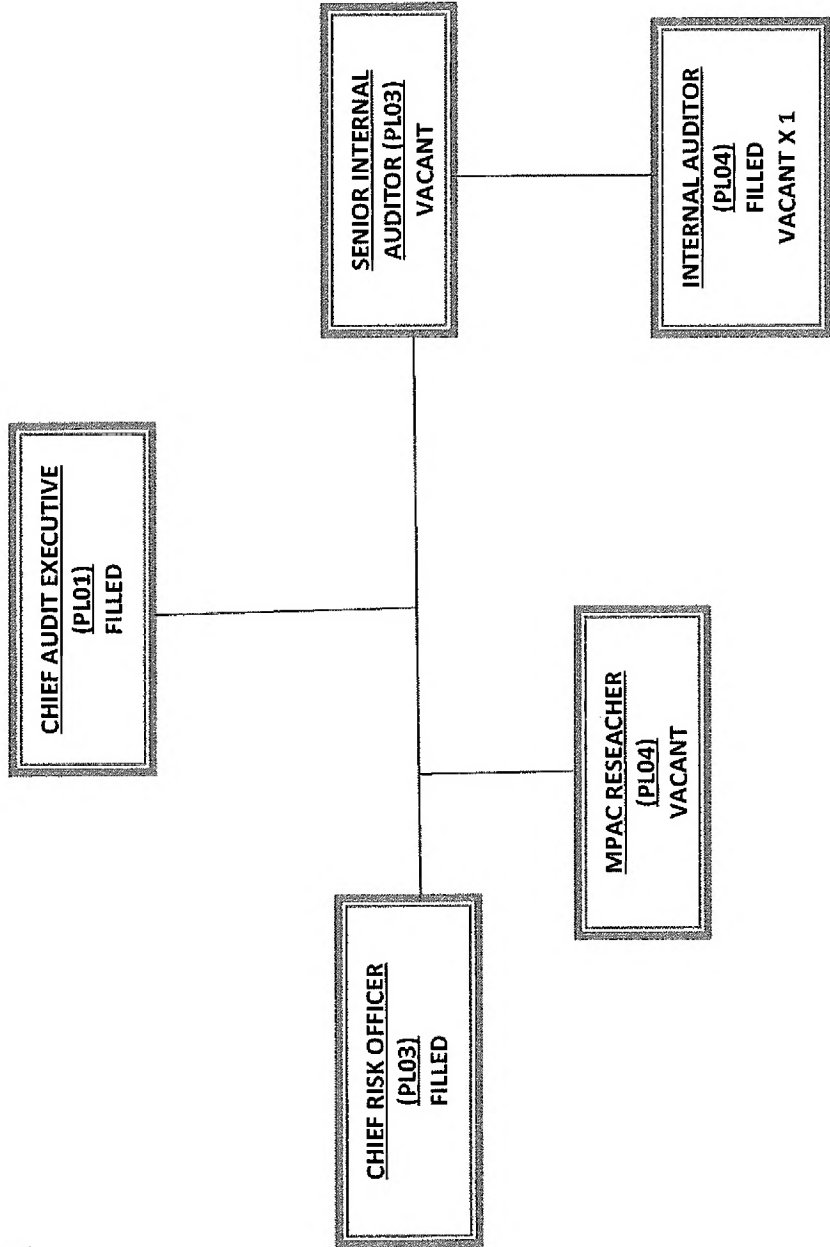 CHIEF AUDIT EXECUTIVE
(PL01)
FILLED
CHIEF RISK OFFICER
(PL03)
FILLED
SENIOR INTERNAL
AUDITOR (PL03)
VACANT
MPAC RESEACHER
(PL04)
VACANT
INTERNAL AUDITOR
(PL04)
FILLED
VACANT X 1